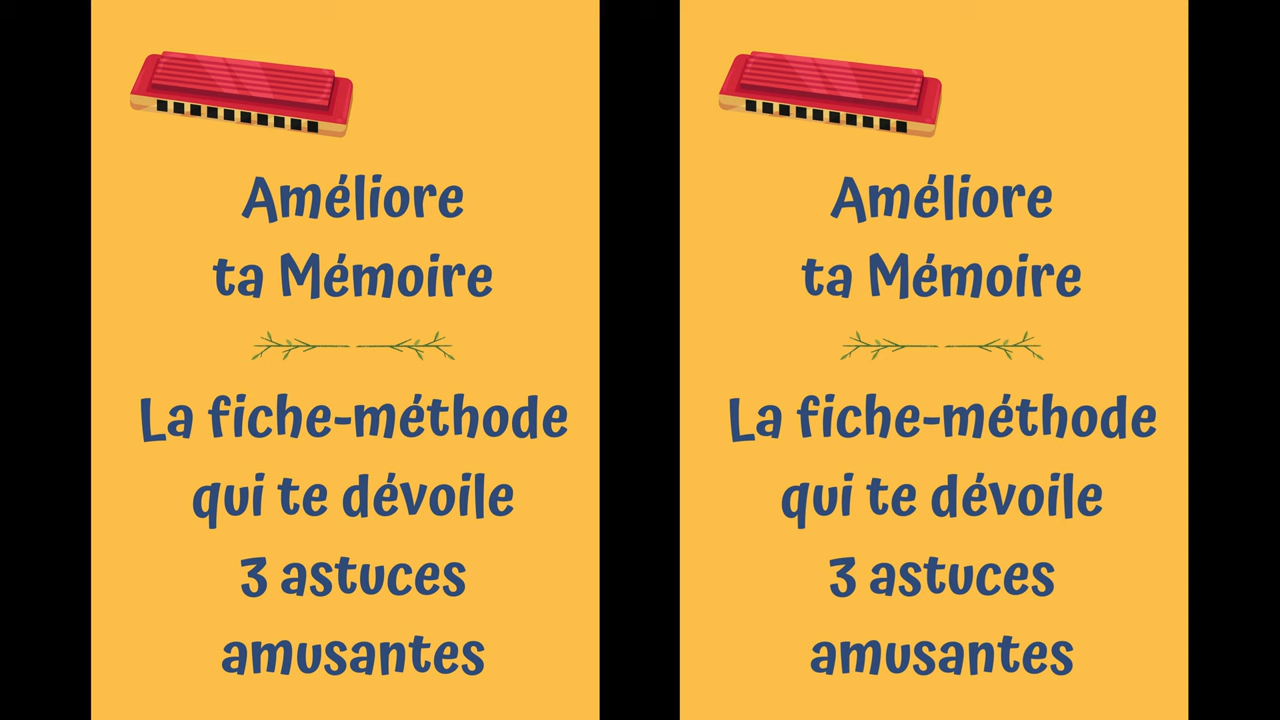 Améliore
ta Mémoire
La fiche-méthode
qui te dévoile
3 astuces
amusantes
Améliore
ta Mémoire
La fiche-méthode
qui te dévoile
3 astuces
amusantes